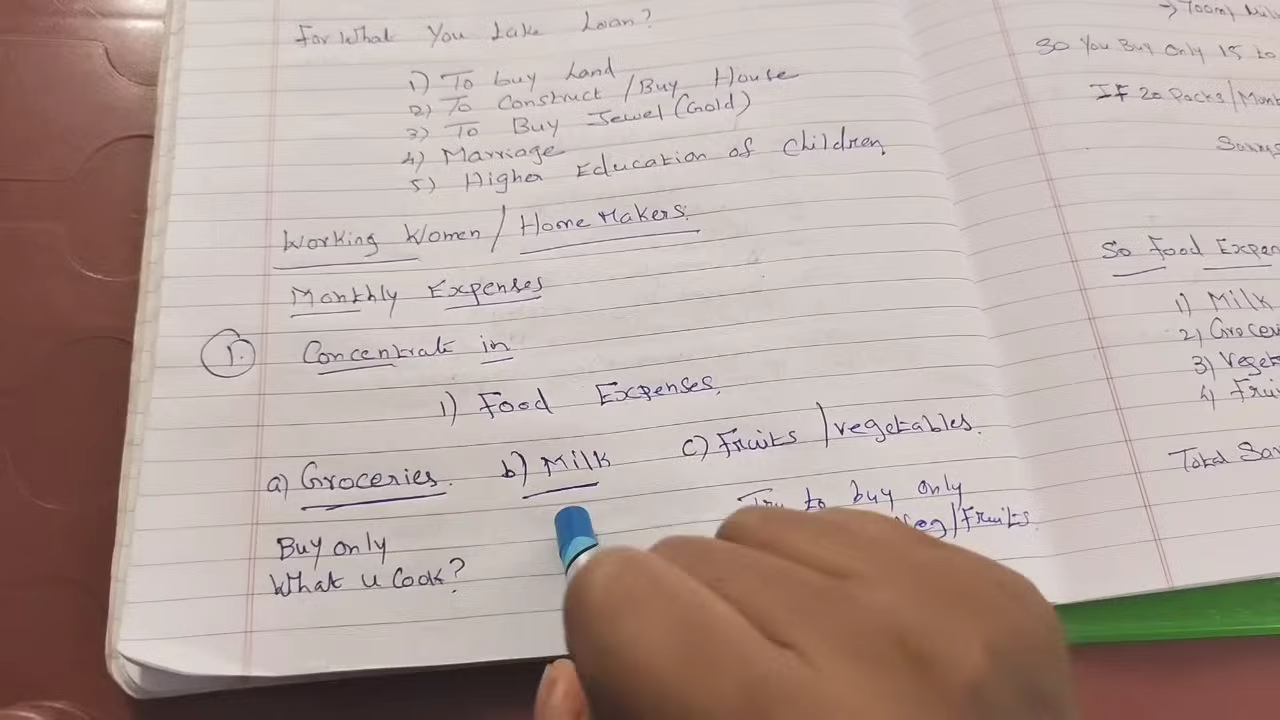 For What You take Loan?
1) To buy Land
2) To Construct / Buy House
3) To Buy Jewel (Gold)
4) Marriage
5) Higher Education of Children
Working Women / Home Makers.
Monthly Expenses
1. Concentrate in
1) Food Expenses
a) Groceries. b) Milk c) Fruits / vegetables.
Buy only
What u Cook?
Try to buy only
Veg/Fruits
So You Buy Only 15 to
If 20 Packs/Mont
So Food Expen
1) Milk
2) Grocer
3) Veget
4) Frui
Total Sav